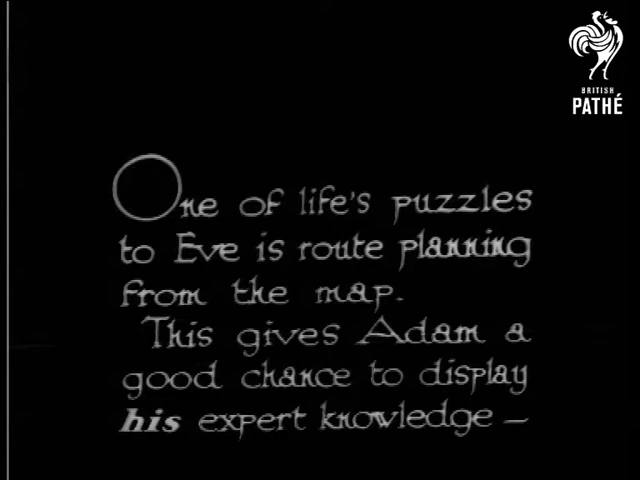 BRITISH
PATHÉ
One of life's puzzles
to Eve is route planning
from the map.
This gives Adam a
good chance to display
his expert knowledge —